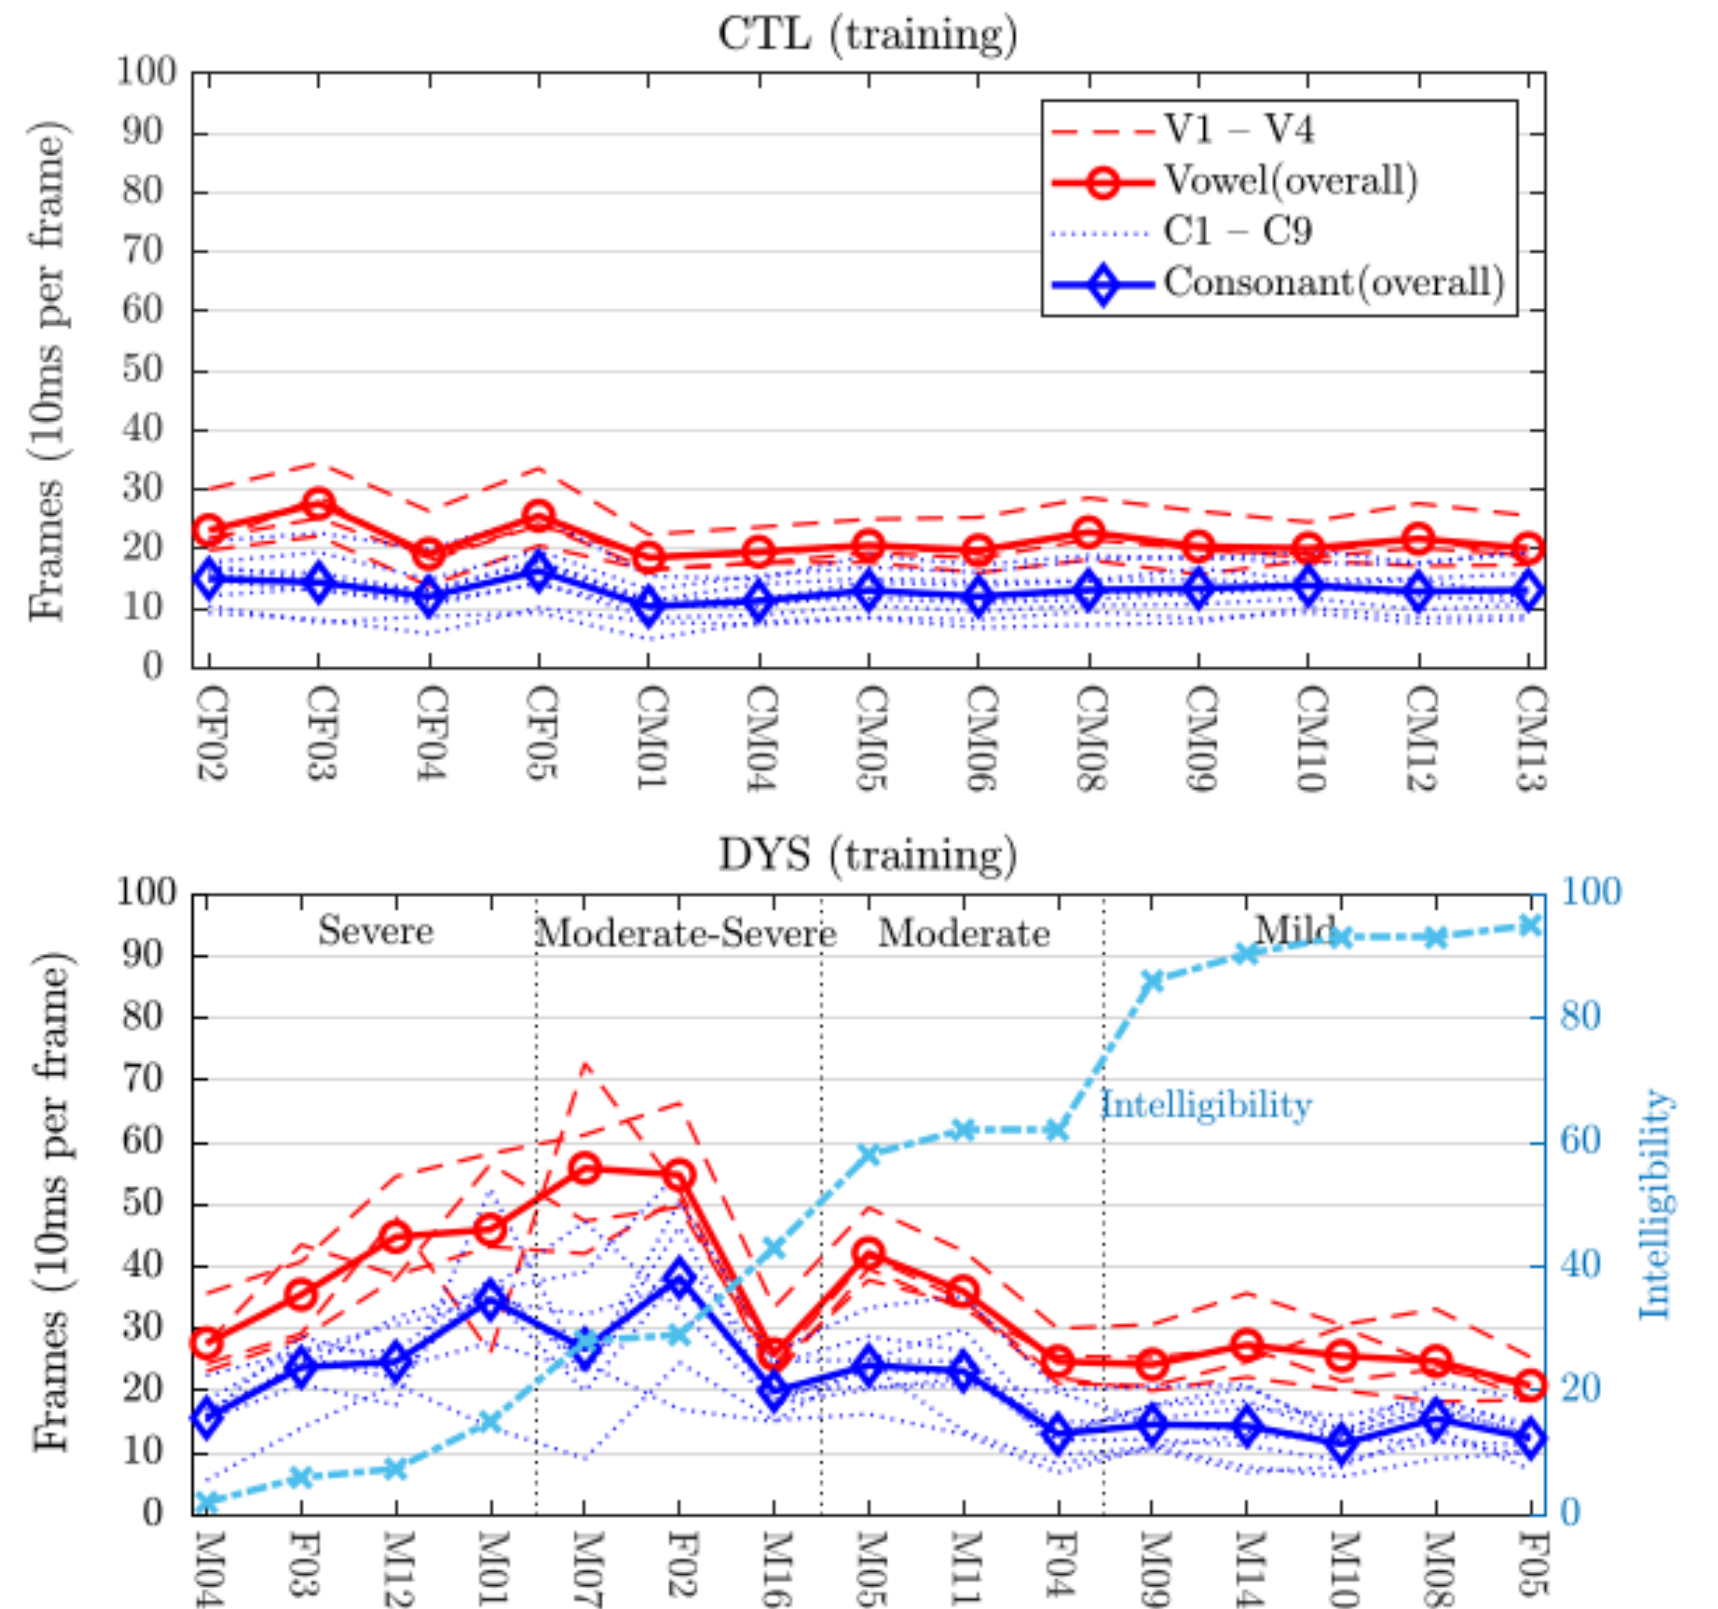 CTL (training)
Frames (10ms per frame)
100
90
80
70
60
50
40
30
20
10
0
V1 – V4
Vowel(overall)
C1 – C9
Consonant(overall)
CF02
CF03
CF04
CF05
CM01
CM04
CM05
CM06
CM08
CM09
CM10
CM12
CM13
DYS (training)
Frames (10ms per frame)
100
90
80
70
60
50
40
30
20
10
0
Severe
Moderate-Severe
Moderate
Mild
Intelligibility
100
80
60
40
20
0
Intelligibility
M04
F03
M12
M01
M07
F02
M16
M05
M11
F04
M09
M14
M10
M08
F05